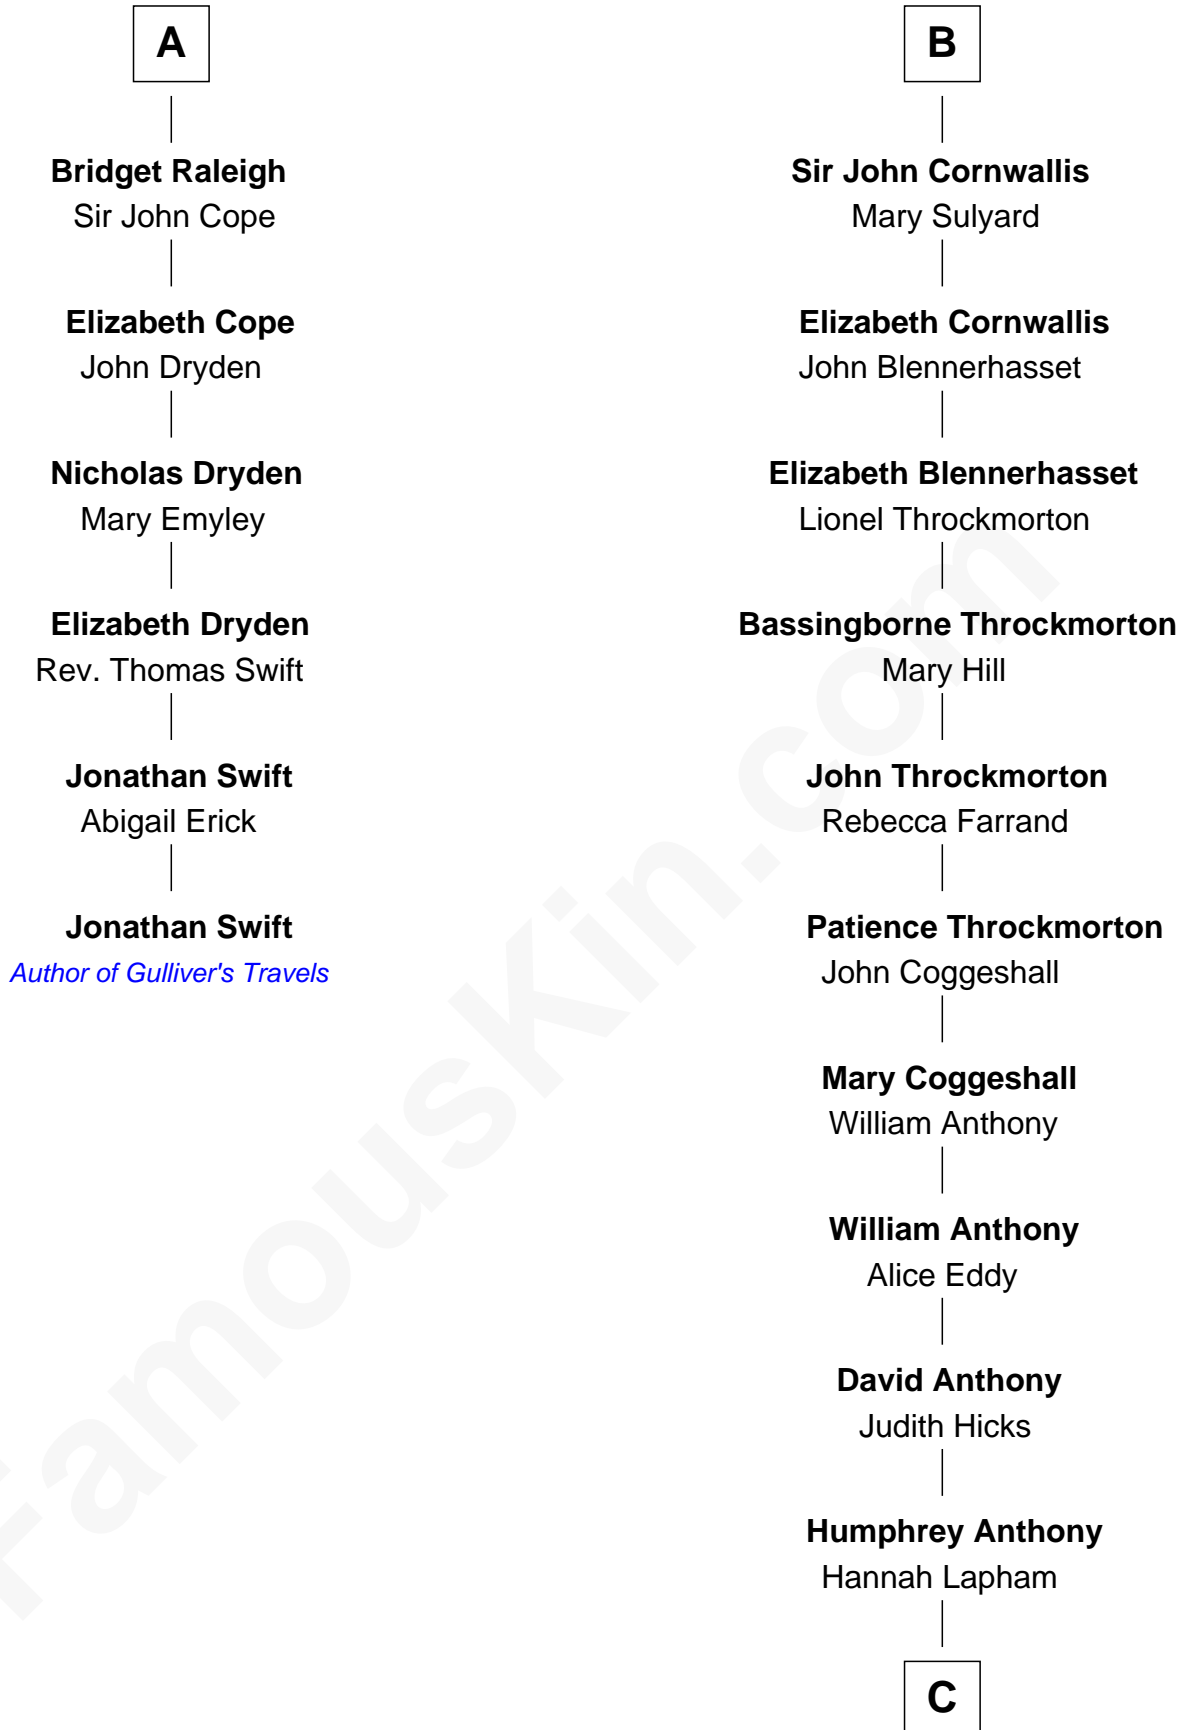 A
Bridget Raleigh
Sir John Cope
Elizabeth Cope
John Dryden
Nicholas Dryden
Mary Emyley
Elizabeth Dryden
Rev. Thomas Swift
Jonathan Swift
Abigail Erick
Jonathan Swift
Author of Gulliver's Travels
B
Sir John Cornwallis
Mary Sulyard
Elizabeth Cornwallis
John Blennerhasset
Elizabeth Blennerhasset
Lionel Throckmorton
Bassingborne Throckmorton
Mary Hill
John Throckmorton
Rebecca Farrand
Patience Throckmorton
John Coggeshall
Mary Coggeshall
William Anthony
William Anthony
Alice Eddy
David Anthony
Judith Hicks
Humphrey Anthony
Hannah Lapham
C
FamousKin.com